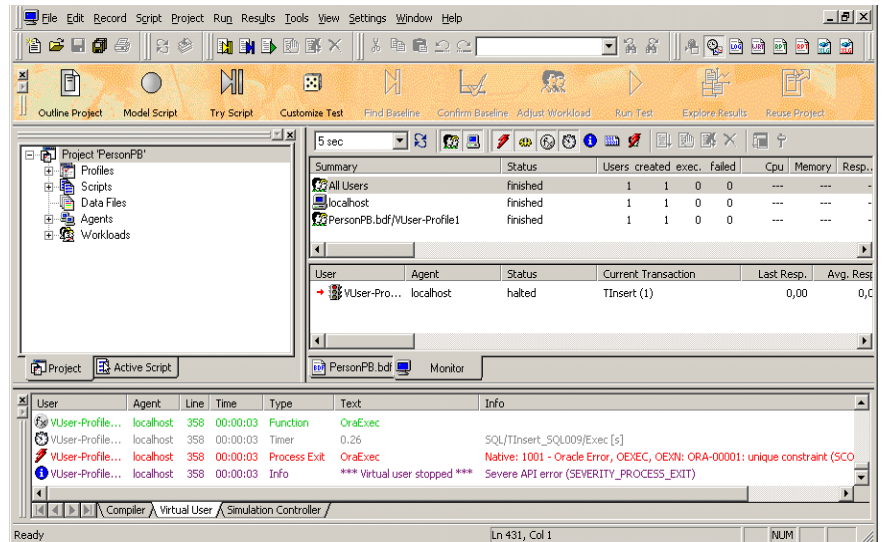 File Edit Record Script Project Run Results Tools View Settings Window Help
Outline Project Model Script Try Script Customize Test Find Baseline Confirm Baseline Adjust Workload Run Test Explore Results Reuse Project
Project 'PersonPB'
Profiles
Scripts
Data Files
Agents
Workloads
Project Active Script
5 sec
Summary Status Users created exec. failed Cpu Memory Resp..
All Users finished 1 1 0 0 --- --- -
localhost finished 1 1 0 0 --- --- -
PersonPB.bdf/VUser-Profile1 finished 1 1 0 0 --- --- -
User Agent Status Current Transaction Last Resp. Avg. Resp
VUser-Pro... localhost halted TInsert (1) 0,00 0,0
PersonPB.bdf Monitor
User Agent Line Time Type Text Info
VUser-Profile... localhost 358 00:00:03 Function OraExec
VUser-Profile... localhost 358 00:00:03 Timer 0.26 SQL/TInsert_SQL009/Exec [s]
VUser-Profile... localhost 358 00:00:03 Process Exit OraExec Native: 1001 - Oracle Error, OEXEC, OEXN: ORA-00001: unique constraint (SCO
VUser-Profile... localhost 358 00:00:03 Info *** Virtual user stopped *** Severe API error (SEVERITY_PROCESS_EXIT)
Compiler Virtual User Simulation Controller
Ready Ln 431, Col 1 NUM